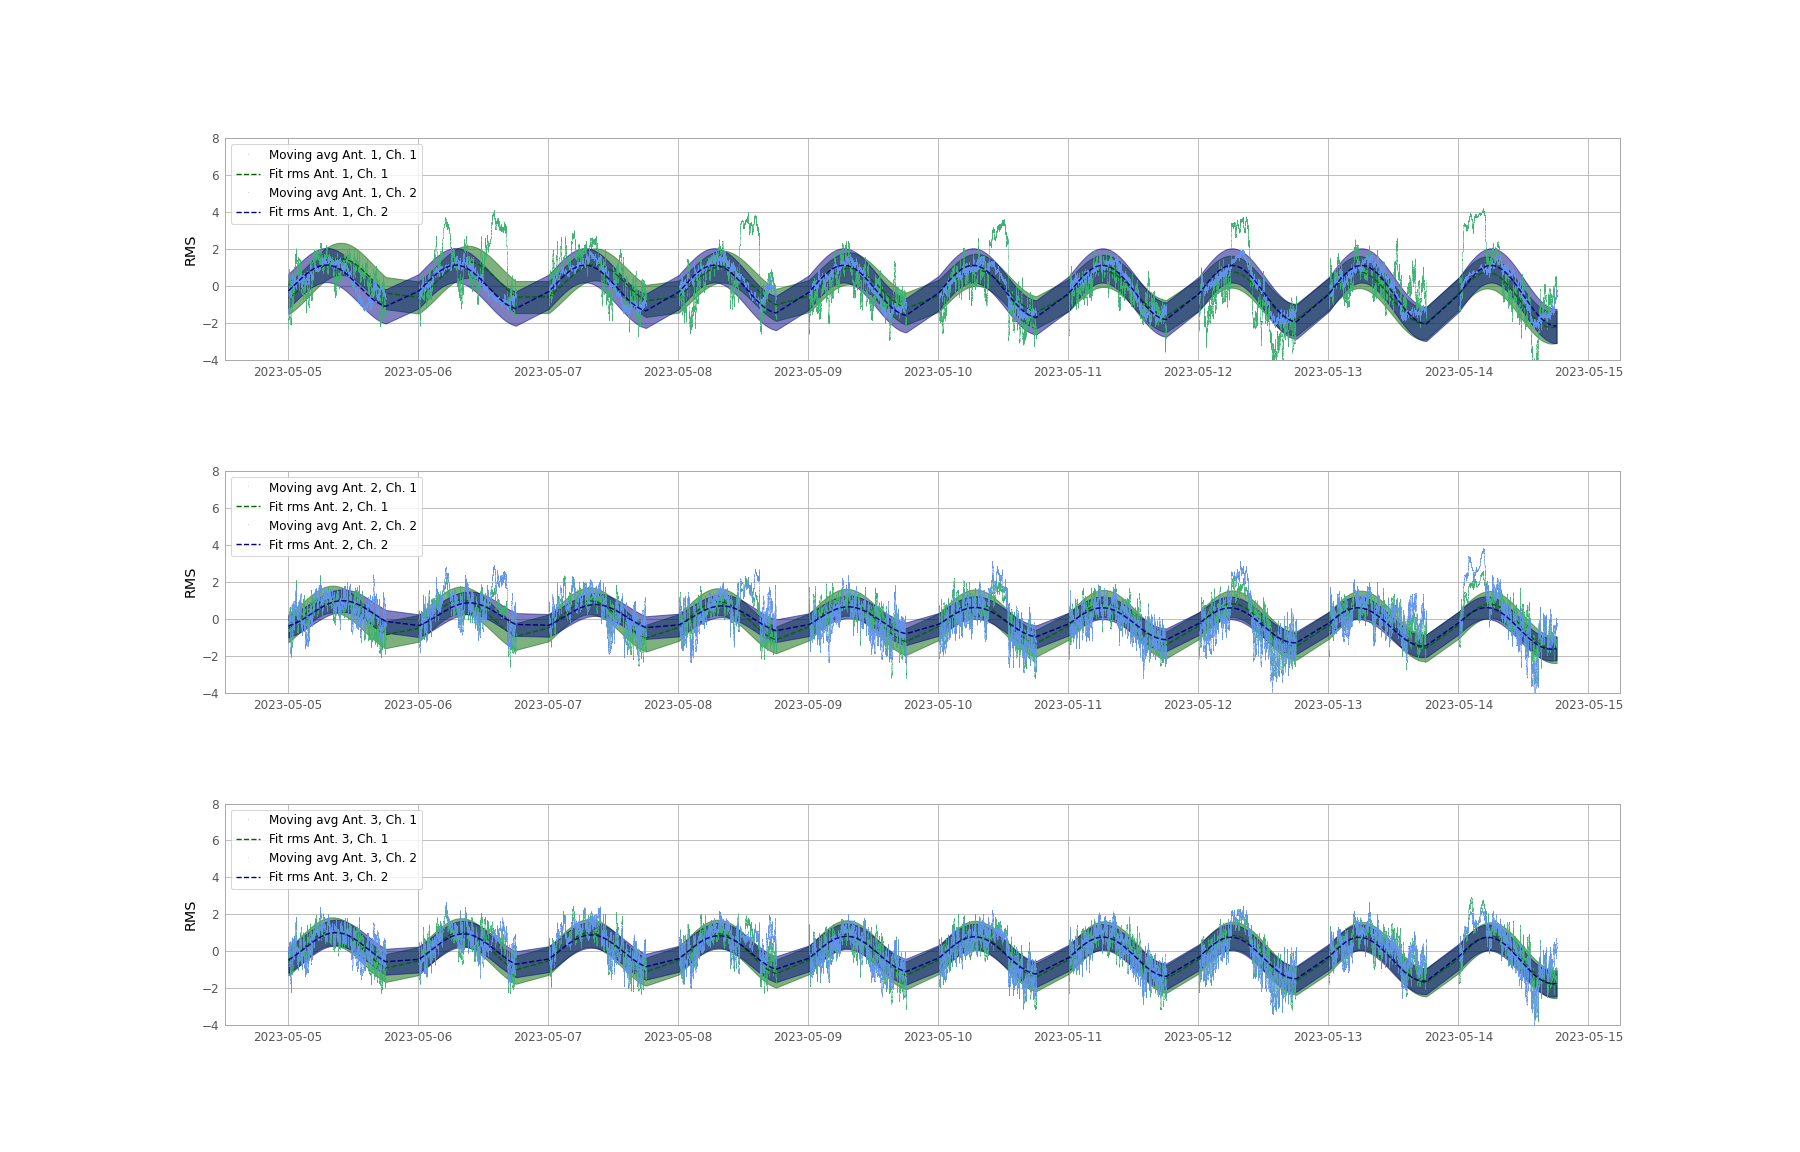 8
6
4
2
0
−2
−4
RMS
Moving avg Ant. 1, Ch. 1
Fit rms Ant. 1, Ch. 1
Moving avg Ant. 1, Ch. 2
Fit rms Ant. 1, Ch. 2
2023-05-05 2023-05-06 2023-05-07 2023-05-08 2023-05-09 2023-05-10 2023-05-11 2023-05-12 2023-05-13 2023-05-14 2023-05-15
8
6
4
2
0
−2
−4
RMS
Moving avg Ant. 2, Ch. 1
Fit rms Ant. 2, Ch. 1
Moving avg Ant. 2, Ch. 2
Fit rms Ant. 2, Ch. 2
2023-05-05 2023-05-06 2023-05-07 2023-05-08 2023-05-09 2023-05-10 2023-05-11 2023-05-12 2023-05-13 2023-05-14 2023-05-15
8
6
4
2
0
−2
−4
RMS
Moving avg Ant. 3, Ch. 1
Fit rms Ant. 3, Ch. 1
Moving avg Ant. 3, Ch. 2
Fit rms Ant. 3, Ch. 2
2023-05-05 2023-05-06 2023-05-07 2023-05-08 2023-05-09 2023-05-10 2023-05-11 2023-05-12 2023-05-13 2023-05-14 2023-05-15